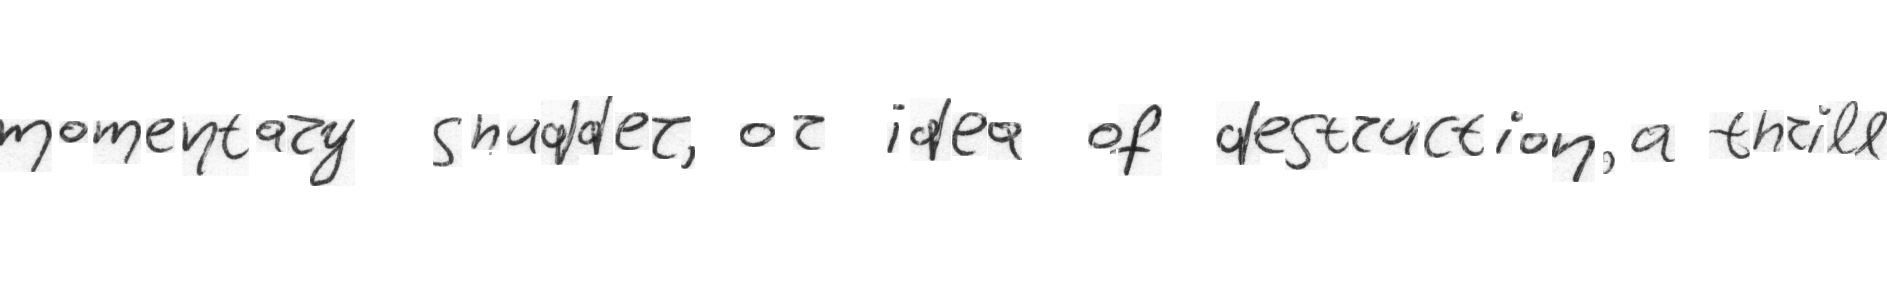 momentary shudder, or idea of destruction, a thrill